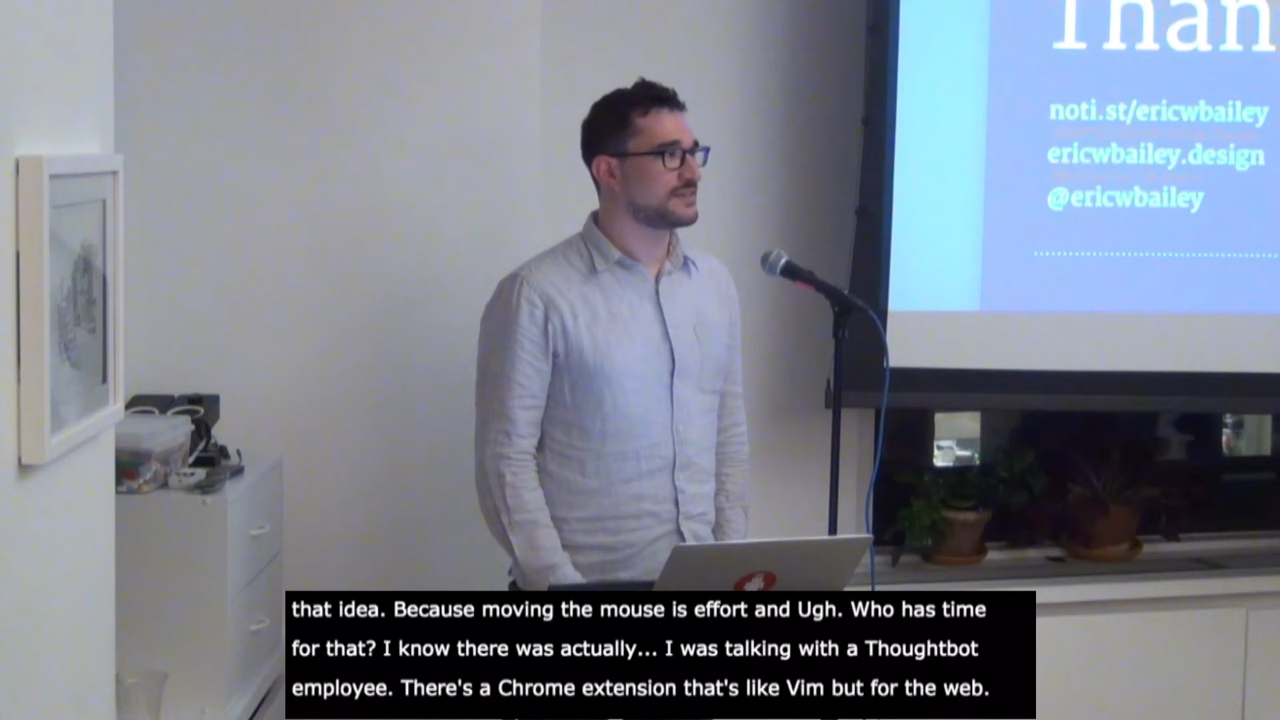 Than
noti.st/ericwbailey
ericwbailey.design
@ericwbailey
that idea. Because moving the mouse is effort and Ugh. Who has time
for that? I know there was actually... I was talking with a Thoughtbot
employee. There's a Chrome extension that's like Vim but for the web.